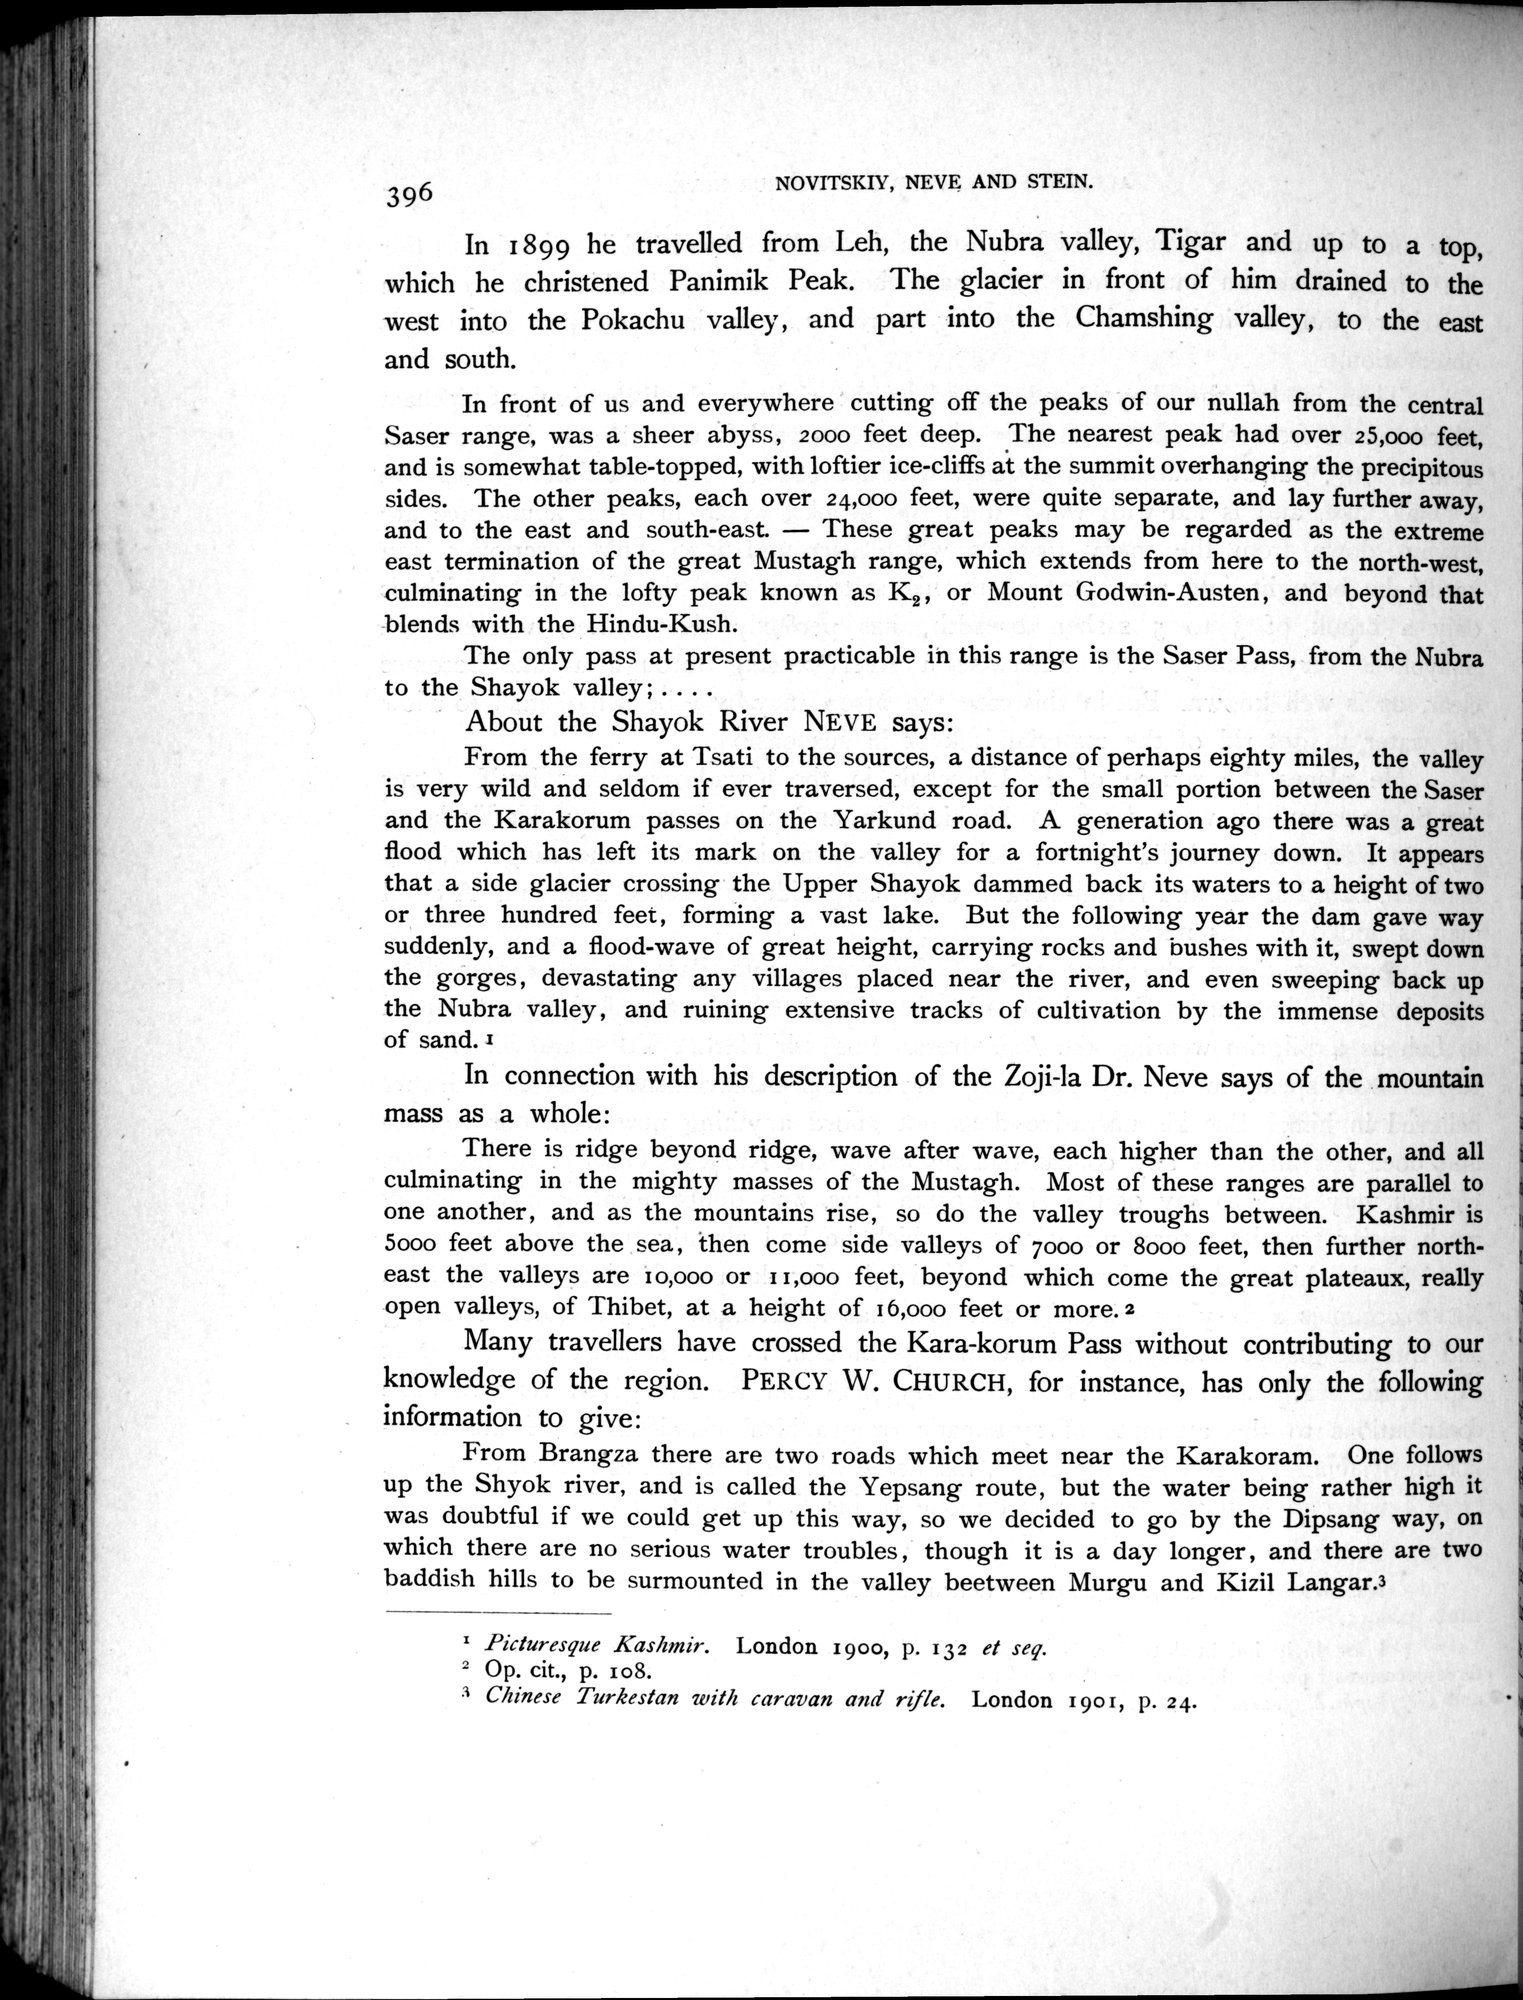 396
NOVITSKIY, NEVE AND STEIN.
In 1899 he travelled from Leh, the Nubra valley, Tigar and up to a top,
which he christened Panimik Peak. The glacier in front of him drained to the
west into the Pokachu valley, and part into the Chamshing valley, to the east
and south.
In front of us and everywhere cutting off the peaks of our nullah from the central
Saser range, was a sheer abyss, 2000 feet deep. The nearest peak had over 25,000 feet,
and is somewhat table-topped, with loftier ice-cliffs at the summit overhanging the precipitous
sides. The other peaks, each over 24,000 feet, were quite separate, and lay further away,
and to the east and south-east. — These great peaks may be regarded as the extreme
east termination of the great Mustagh range, which extends from here to the north-west,
culminating in the lofty peak known as K₂, or Mount Godwin-Austen, and beyond that
blends with the Hindu-Kush.
The only pass at present practicable in this range is the Saser Pass, from the Nubra
to the Shayok valley; . . . .
About the Shayok River NEVE says:
From the ferry at Tsati to the sources, a distance of perhaps eighty miles, the valley
is very wild and seldom if ever traversed, except for the small portion between the Saser
and the Karakorum passes on the Yarkund road. A generation ago there was a great
flood which has left its mark on the valley for a fortnight's journey down. It appears
that a side glacier crossing the Upper Shayok dammed back its waters to a height of two
or three hundred feet, forming a vast lake. But the following year the dam gave way
suddenly, and a flood-wave of great height, carrying rocks and bushes with it, swept down
the gorges, devastating any villages placed near the river, and even sweeping back up
the Nubra valley, and ruining extensive tracks of cultivation by the immense deposits
of sand. ¹
In connection with his description of the Zoji-la Dr. Neve says of the mountain
mass as a whole:
There is ridge beyond ridge, wave after wave, each higher than the other, and all
culminating in the mighty masses of the Mustagh. Most of these ranges are parallel to
one another, and as the mountains rise, so do the valley troughs between. Kashmir is
5000 feet above the sea, then come side valleys of 7000 or 8000 feet, then further north-
east the valleys are 10,000 or 11,000 feet, beyond which come the great plateaux, really
open valleys, of Thibet, at a height of 16,000 feet or more. ²
Many travellers have crossed the Kara-korum Pass without contributing to our
knowledge of the region. PERCY W. CHURCH, for instance, has only the following
information to give:
From Brangza there are two roads which meet near the Karakoram. One follows
up the Shyok river, and is called the Yepsang route, but the water being rather high it
was doubtful if we could get up this way, so we decided to go by the Dipsang way, on
which there are no serious water troubles, though it is a day longer, and there are two
baddish hills to be surmounted in the valley beetween Murgu and Kizil Langar.³
¹ Picturesque Kashmir. London 1900, p. 132 et seq.
² Op. cit., p. 108.
³ Chinese Turkestan with caravan and rifle. London 1901, p. 24.